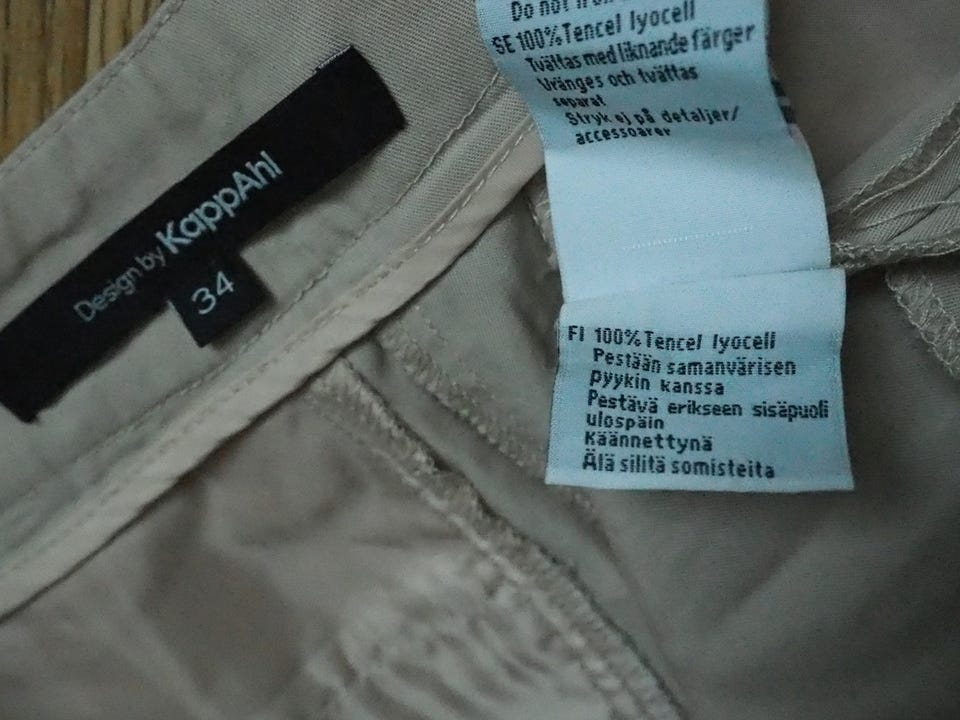 Design by KappAhl
34
Do not iron
SE 100% Tencel lyocell
Tvättas med liknande färger
Vränges och tvättas
separat
Stryk ej på detaljer/
accessoarer
FI 100% Tencel lyocell
Pestään samanvärisen
pyykin kanssa
Pestävä erikseen sisäpuoli
ulospäin
Käännettynä
Älä silitä somisteita